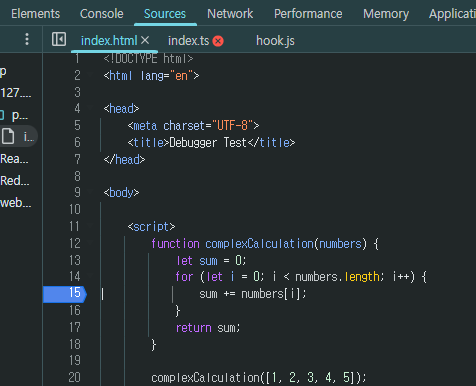 Elements Console Sources Network Performance Memory Applicati
index.html index.ts hook.js
p
127.
p...
i...
Rea...
Red...
web...
1 <!DOCTYPE html>
2 <html lang="en">
3
4 <head>
5 <meta charset="UTF-8">
6 <title>Debugger Test</title>
7 </head>
8
9 <body>
10
11 <script>
12 function complexCalculation(numbers) {
13 let sum = 0;
14 for (let i = 0; i < numbers.length; i++) {
15 sum += numbers[i];
16 }
17 return sum;
18 }
19
20 complexCalculation([1, 2, 3, 4, 5]);